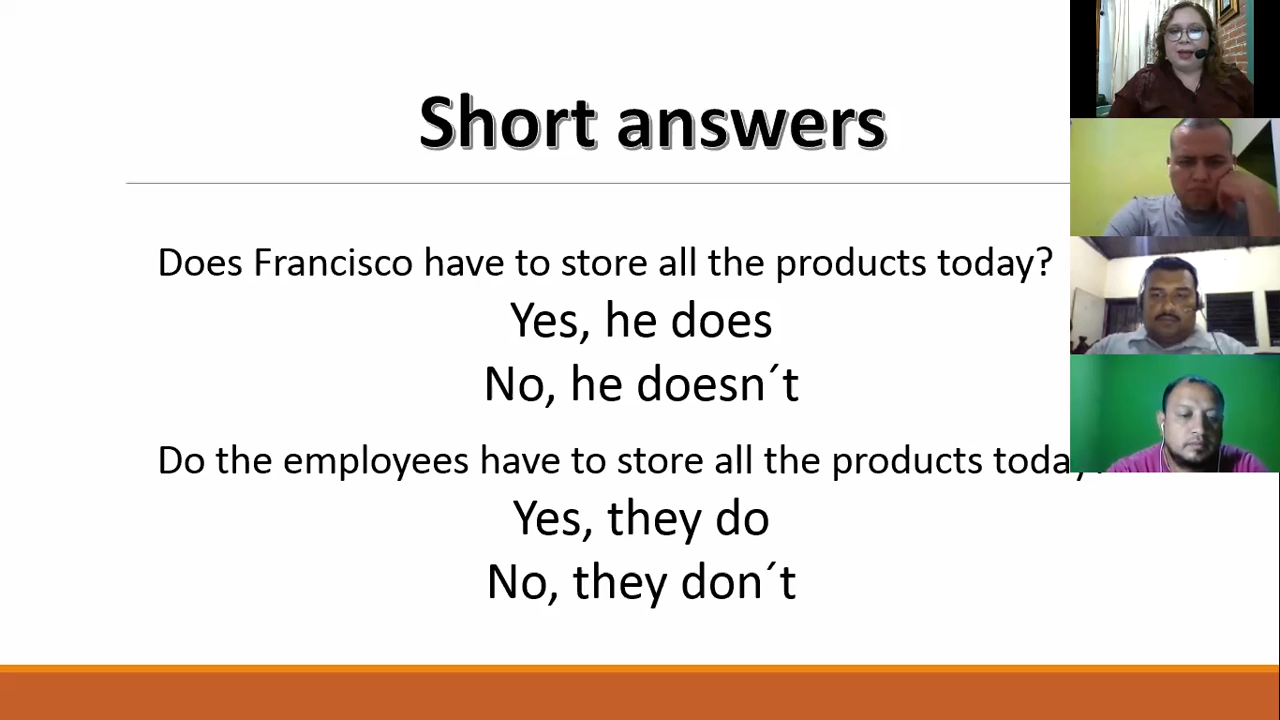 Short answers
Does Francisco have to store all the products today?
Yes, he does
No, he doesn´t
Do the employees have to store all the products today?
Yes, they do
No, they don´t